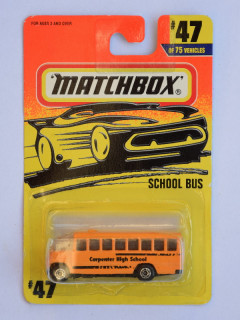 FOR AGES 3 AND OVER
#47
OF 75 VEHICLES
MATCHBOX
®
SCHOOL BUS
Carpenter High School
#47